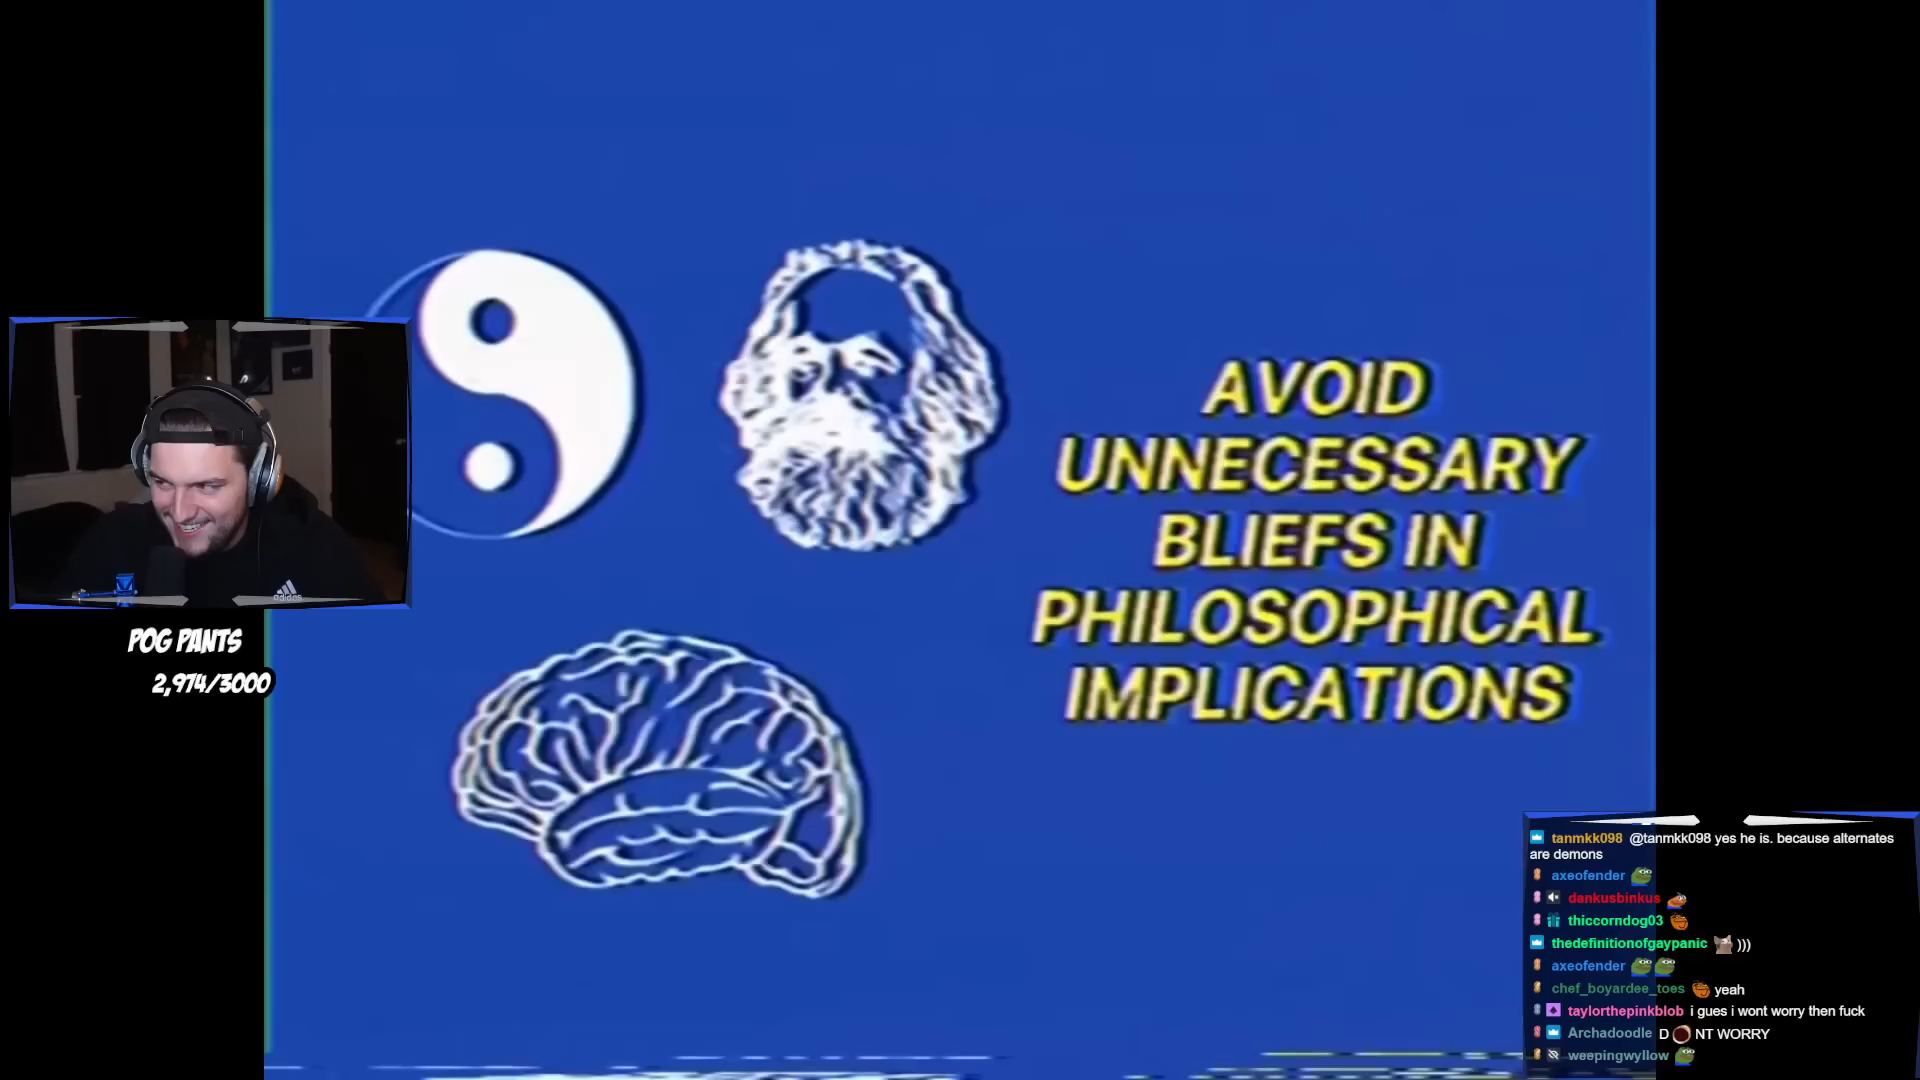 AVOID
UNNECESSARY
BLIEFS IN
PHILOSOPHICAL
IMPLICATIONS
adidas
POG PANTS
2,974/3000
tanmkk098 @tanmkk098 yes he is. because alternates
are demons
axeofender
dankusbinkus
thiccorndog03
thedefinitionofgaypanic )))
axeofender
chef_boyardee_toes yeah
taylorthepinkblob i gues i wont worry then fuck
Archadoodle D NT WORRY
weepingwyllow